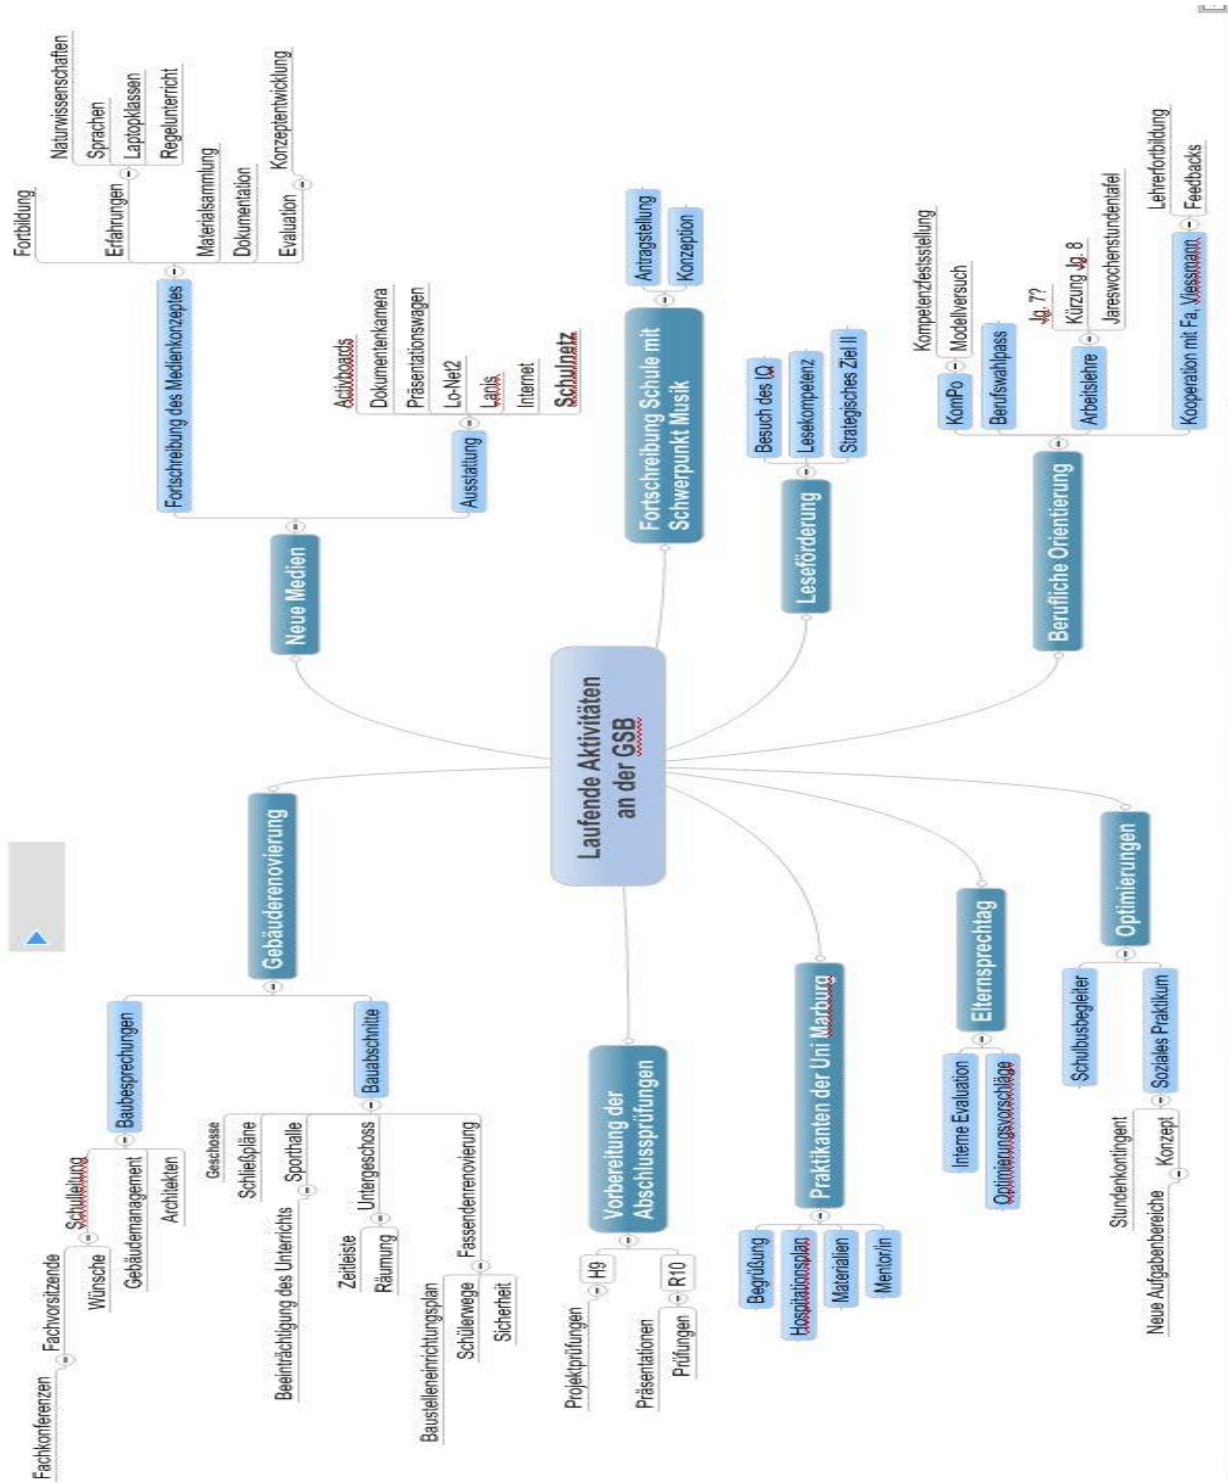 Laufende Aktivitäten
an der GSB
Neue Medien
Fortschreibung des Medienkonzeptes
Fortbildung
Erfahrungen
Naturwissenschaften
Sprachen
Laptopklassen
Regelunterricht
Materialsammlung
Dokumentation
Evaluation
Konzeptentwicklung
Ausstattung
Activboards
Dokumentenkamera
Präsentationswagen
Lo-Net2
Lanis
Internet
Schulnetz
Fortschreibung Schule mit
Schwerpunkt Musik
Antragstellung
Konzeption
Leseförderung
Besuch des IQ
Lesekompetenz
Strategisches Ziel II
Berufliche Orientierung
KomPo
Kompetenzfestsstellung
Modellversuch
Berufswahlpass
Arbeitslehre
Jg. 7?
Kürzung Jg. 8
Jareswochenstundentafel
Kooperation mit Fa, Viessmann
Lehrerfortbildung
Feedbacks
Gebäuderenovierung
Baubesprechungen
Schulleitung
Fachvorsitzende
Fachkonferenzen
Wünsche
Gebäudemanagement
Architekten
Bauabschnitte
Geschosse
Schließpläne
Sporthalle
Beeinträchtigung des Unterrichts
Untergeschoss
Zeitleiste
Räumung
Fassendenrenovierung
Baustelleneinrichtungsplan
Schülerwege
Sicherheit
Vorbereitung der
Abschlussprüfungen
H9
Projektprüfungen
R10
Präsentationen
Prüfungen
Praktikanten der Uni Marburg
Begrüßung
Hospitationsplan
Materialien
Mentor/in
Elternsprechtag
Interne Evaluation
Optimierungsvorschläge
Optimierungen
Schulbusbegleiter
Soziales Praktikum
Stundenkontingent
Konzept
Neue Aufgabenbereiche